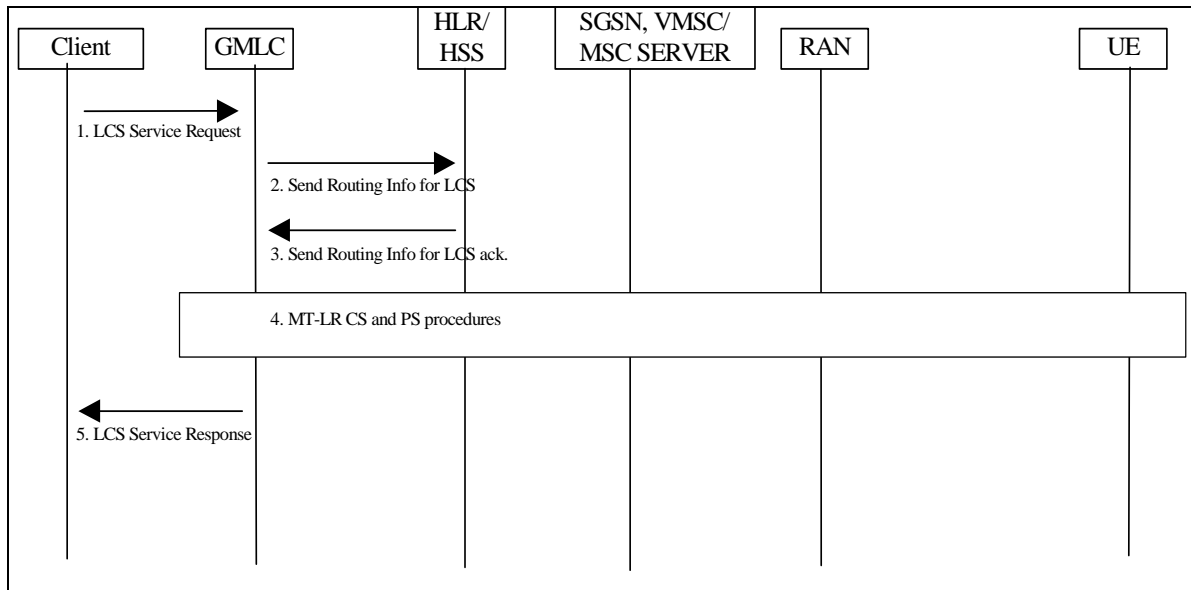 Client
GMLC
HLR/
HSS
SGSN, VMSC/
MSC SERVER
RAN
UE
1. LCS Service Request
2. Send Routing Info for LCS
3. Send Routing Info for LCS ack.
4. MT-LR CS and PS procedures
5. LCS Service Response